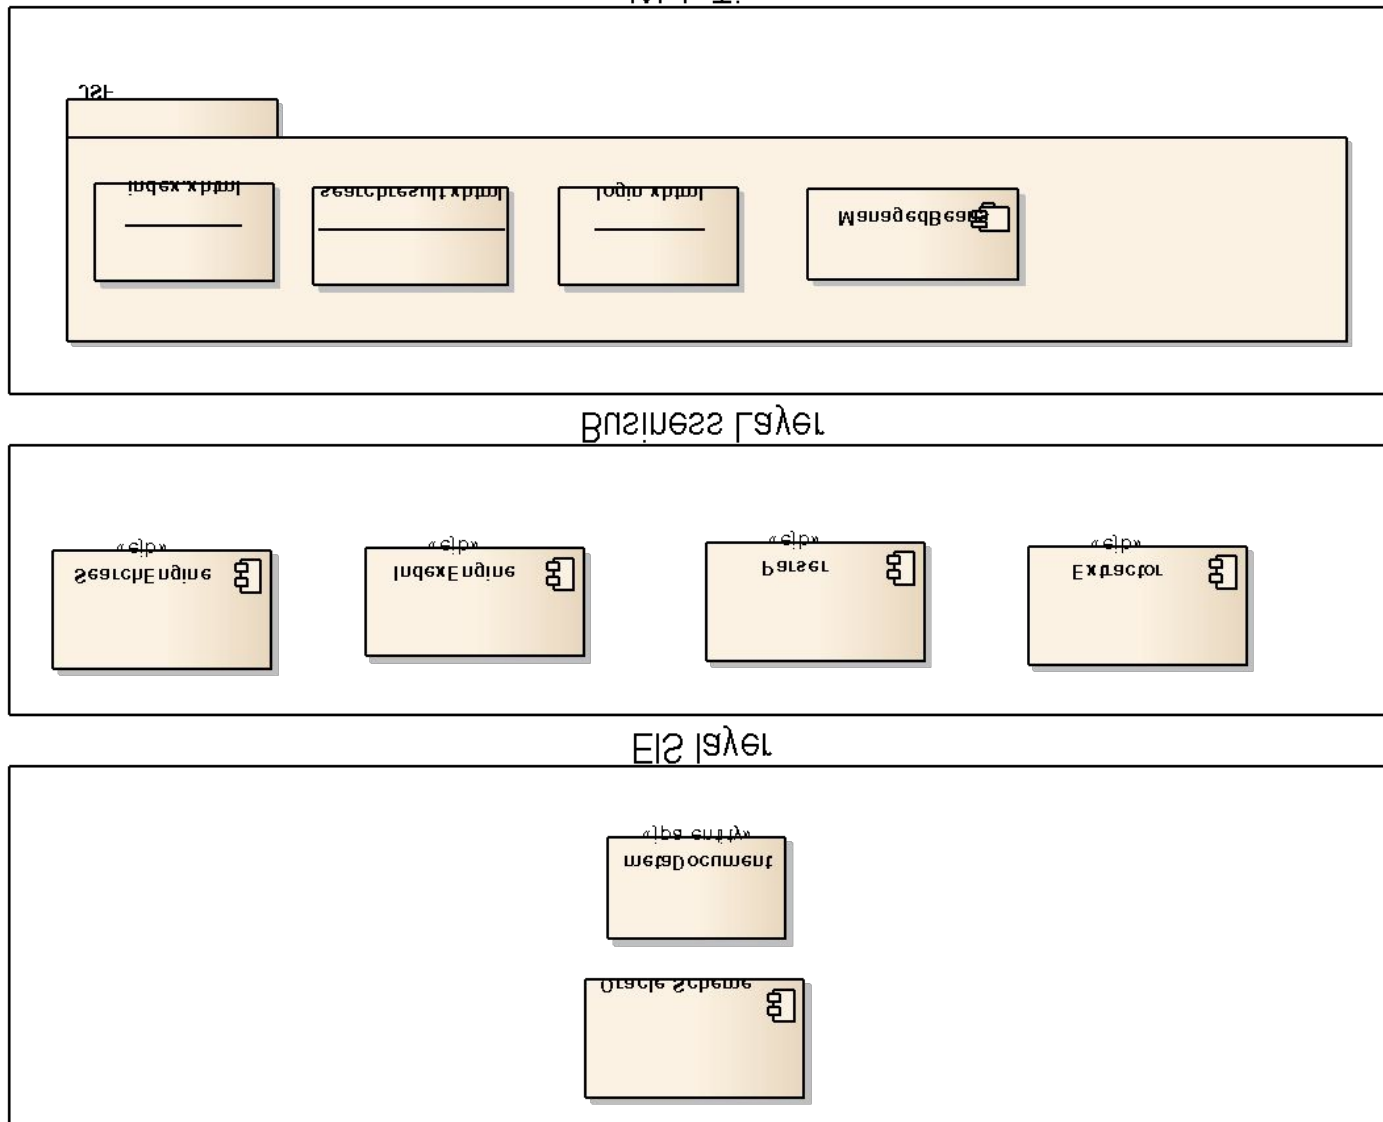 JSF
index.xhtml
searchresult.xhtml
login.xhtml
ManagedBeans
Business Layer
«ejb»
SearchEngine
«ejb»
IndexEngine
«ejb»
Parser
«ejb»
Extractor
EIS layer
«jpa entity»
metaDocument
Oracle Scheme